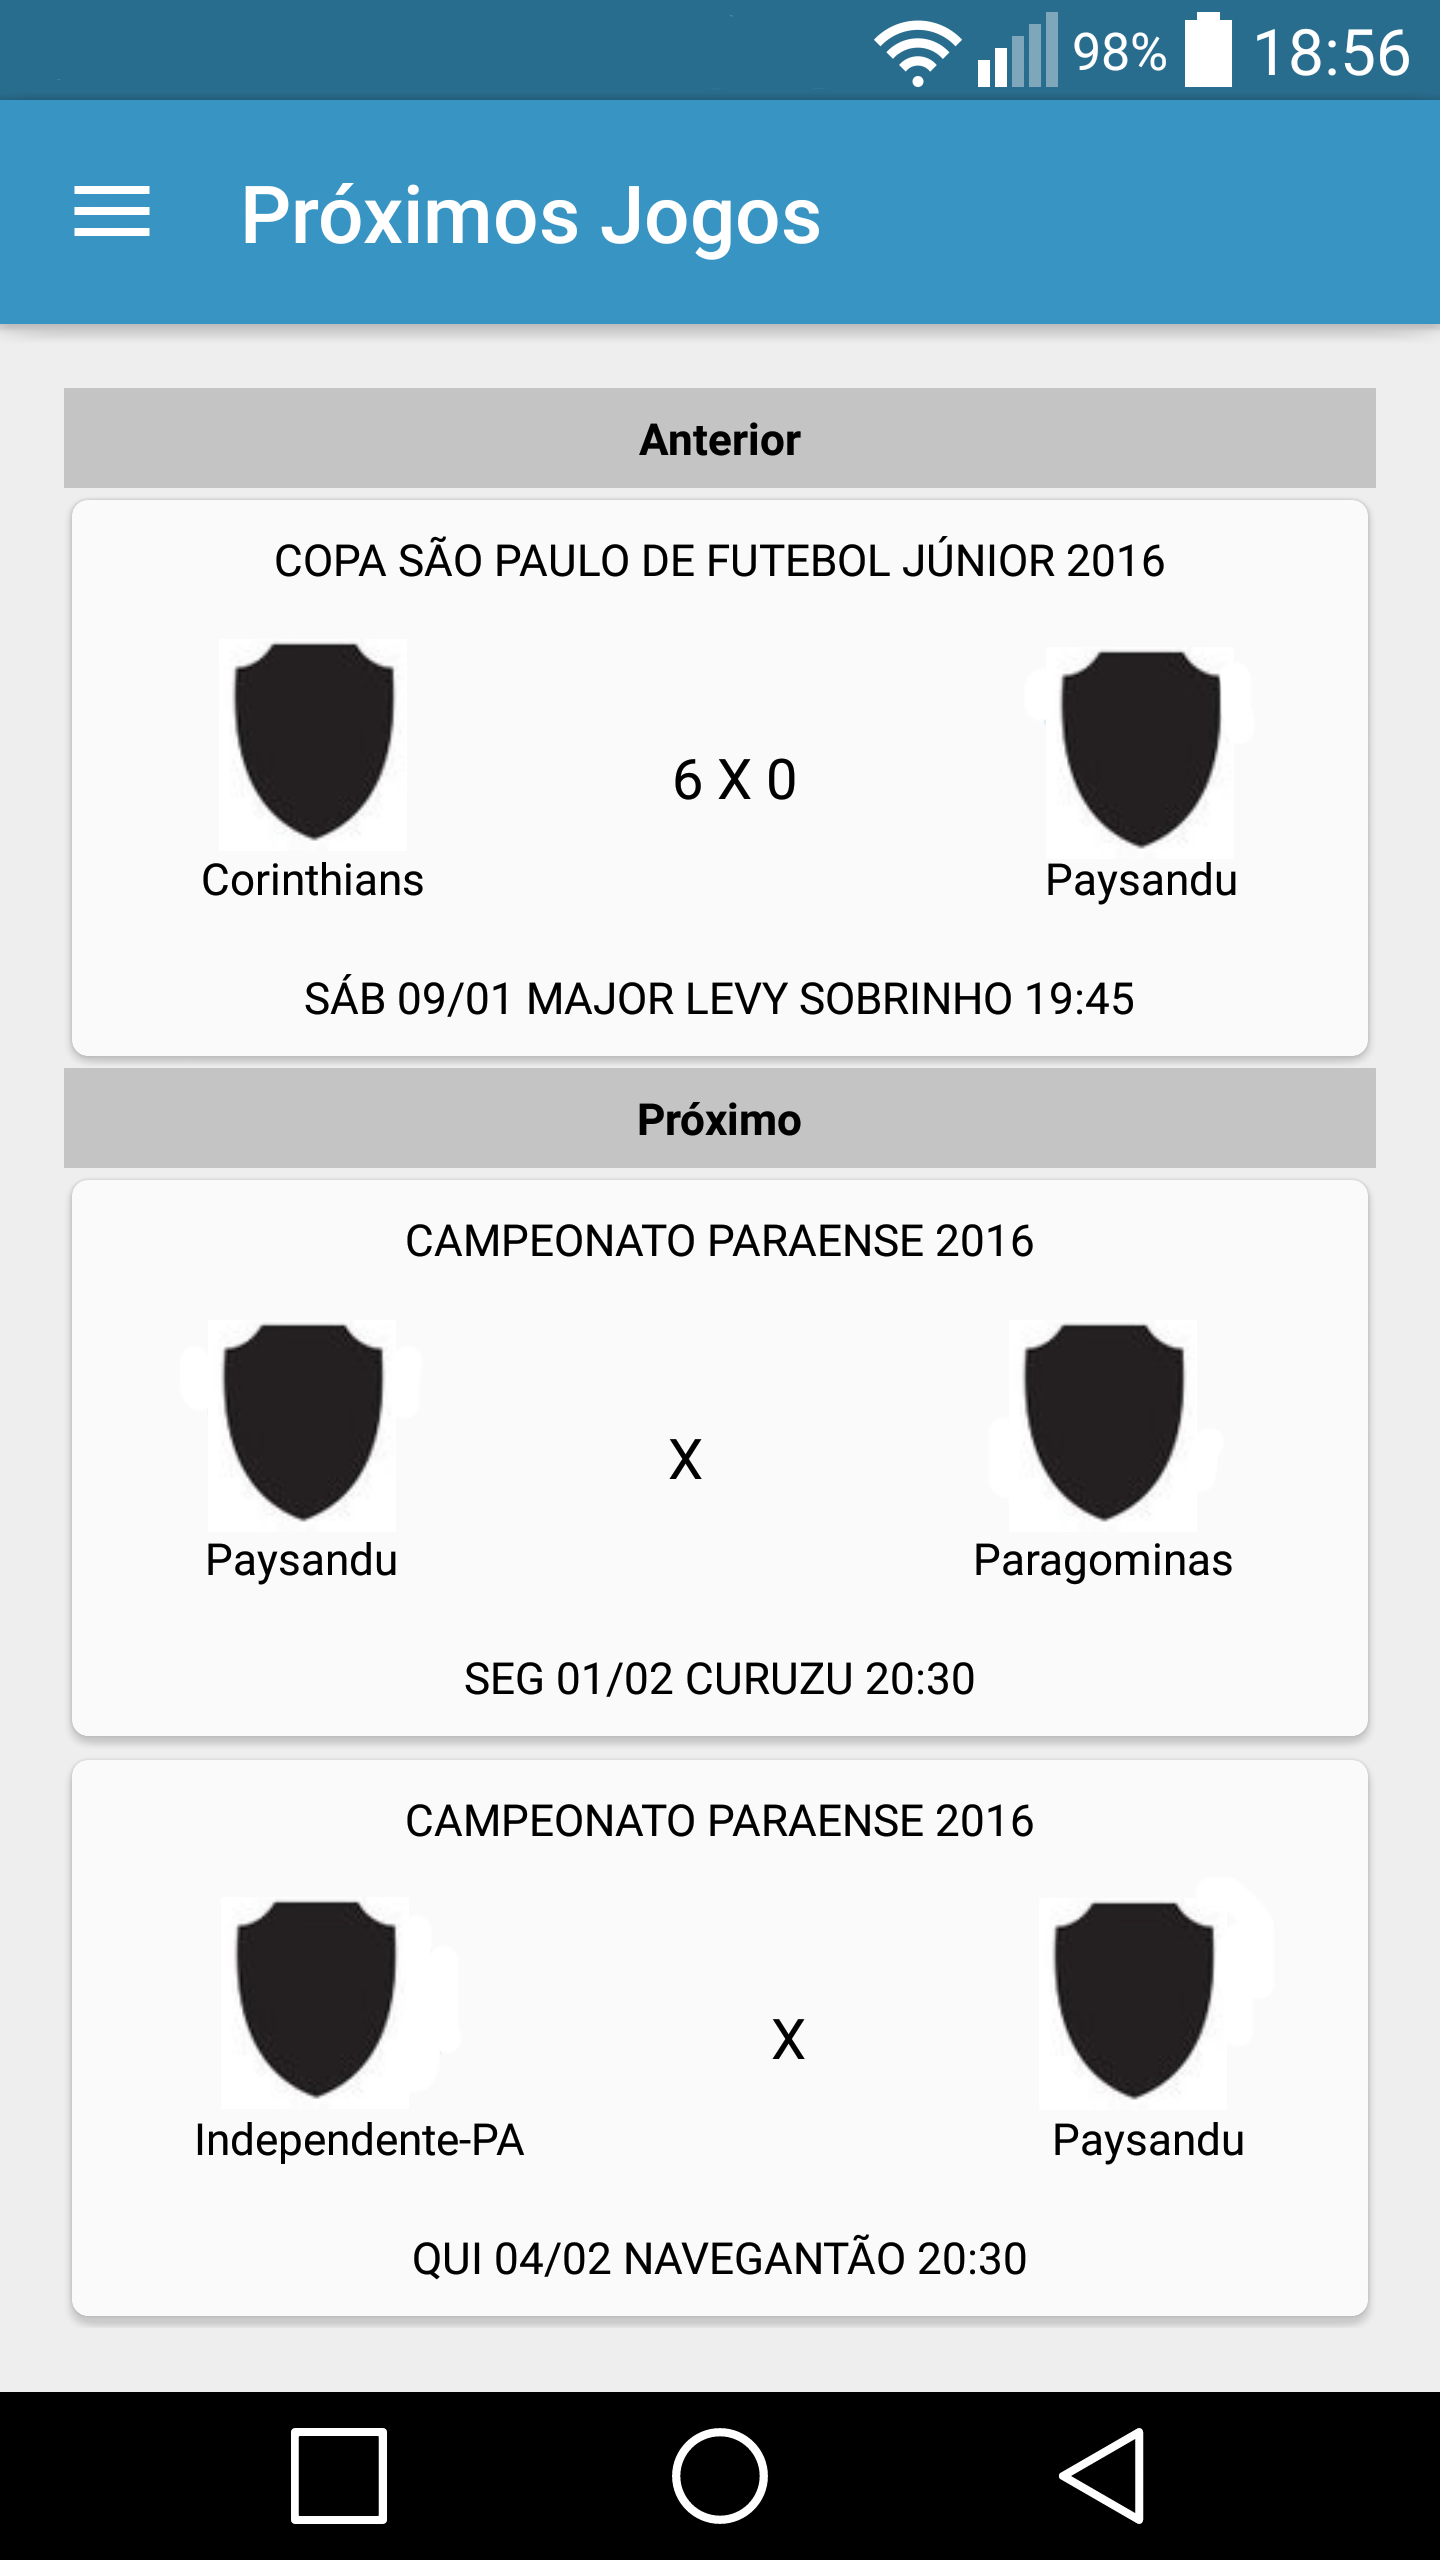 98% 18:56
Próximos Jogos
Anterior
COPA SÃO PAULO DE FUTEBOL JÚNIOR 2016
6 X 0
Corinthians Paysandu
SÁB 09/01 MAJOR LEVY SOBRINHO 19:45
Próximo
CAMPEONATO PARAENSE 2016
X
Paysandu Paragominas
SEG 01/02 CURUZU 20:30
CAMPEONATO PARAENSE 2016
X
Independente-PA Paysandu
QUI 04/02 NAVEGANTÃO 20:30